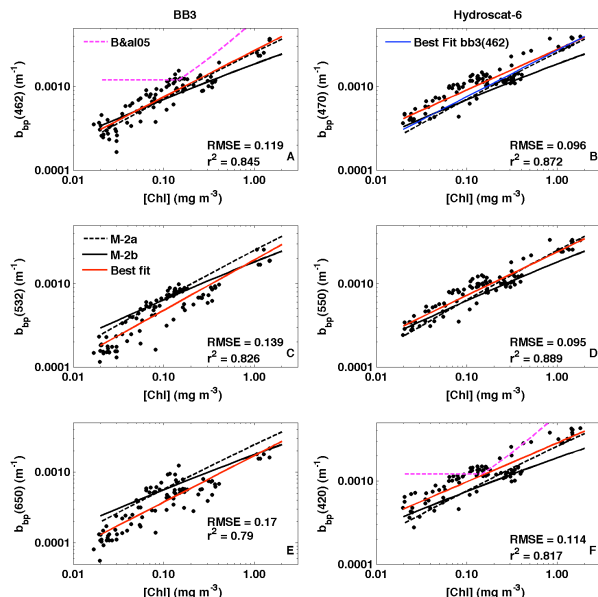 BB3
Hydroscat-6
B&al05
0.0010
0.0001
bbp(462) (m-1)
RMSE = 0.119
r2 = 0.845
A
0.01 0.10 1.00
[Chl] (mg m-3)
Best Fit bb3(462)
0.0010
0.0001
bbp(470) (m-1)
RMSE = 0.096
r2 = 0.872
B
0.01 0.10 1.00
[Chl] (mg m-3)
M-2a
M-2b
Best fit
0.0010
0.0001
bbp(532) (m-1)
RMSE = 0.139
r2 = 0.826
C
0.01 0.10 1.00
[Chl] (mg m-3)
0.0010
0.0001
bbp(550) (m-1)
RMSE = 0.095
r2 = 0.889
D
0.01 0.10 1.00
[Chl] (mg m-3)
0.0010
0.0001
bbp(650) (m-1)
RMSE = 0.17
r2 = 0.79
E
0.01 0.10 1.00
[Chl] (mg m-3)
0.0010
0.0001
bbp(420) (m-1)
RMSE = 0.114
r2 = 0.817
F
0.01 0.10 1.00
[Chl] (mg m-3)